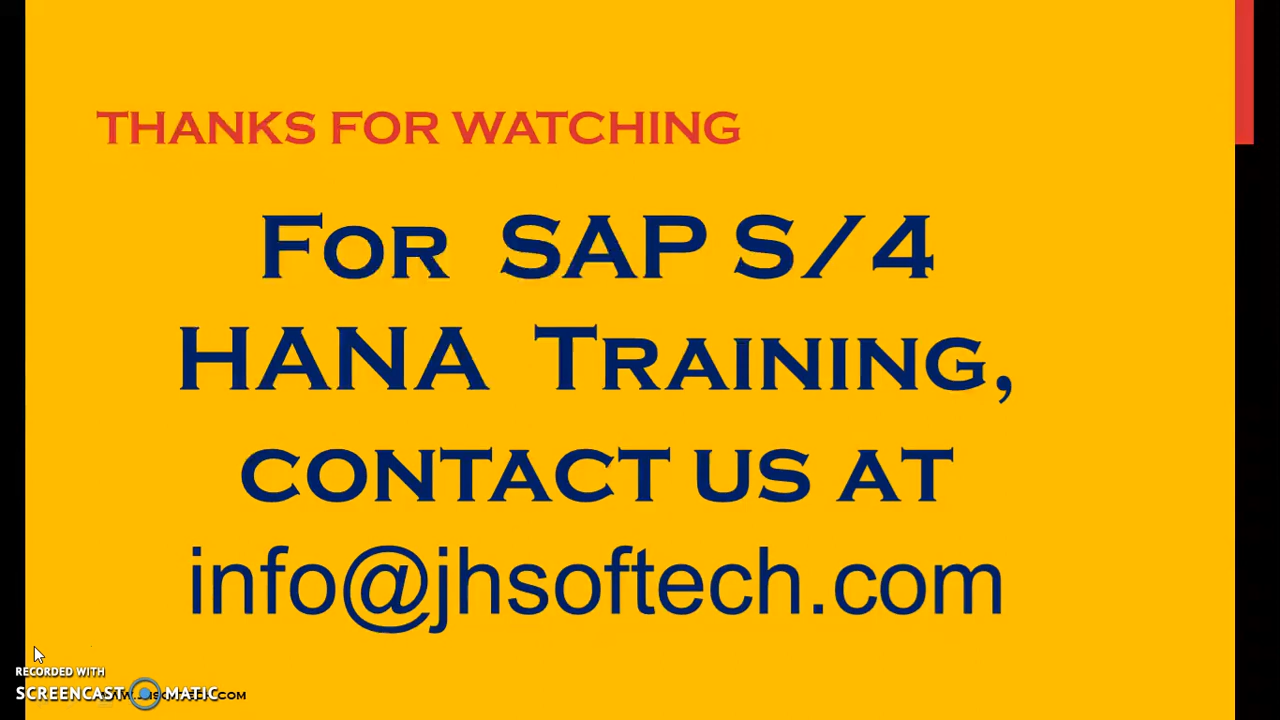 THANKS FOR WATCHING
FOR SAP S/4
HANA TRAINING,
CONTACT US AT
info@jhsoftech.com
RECORDED WITH
SCREENCAST MATIC